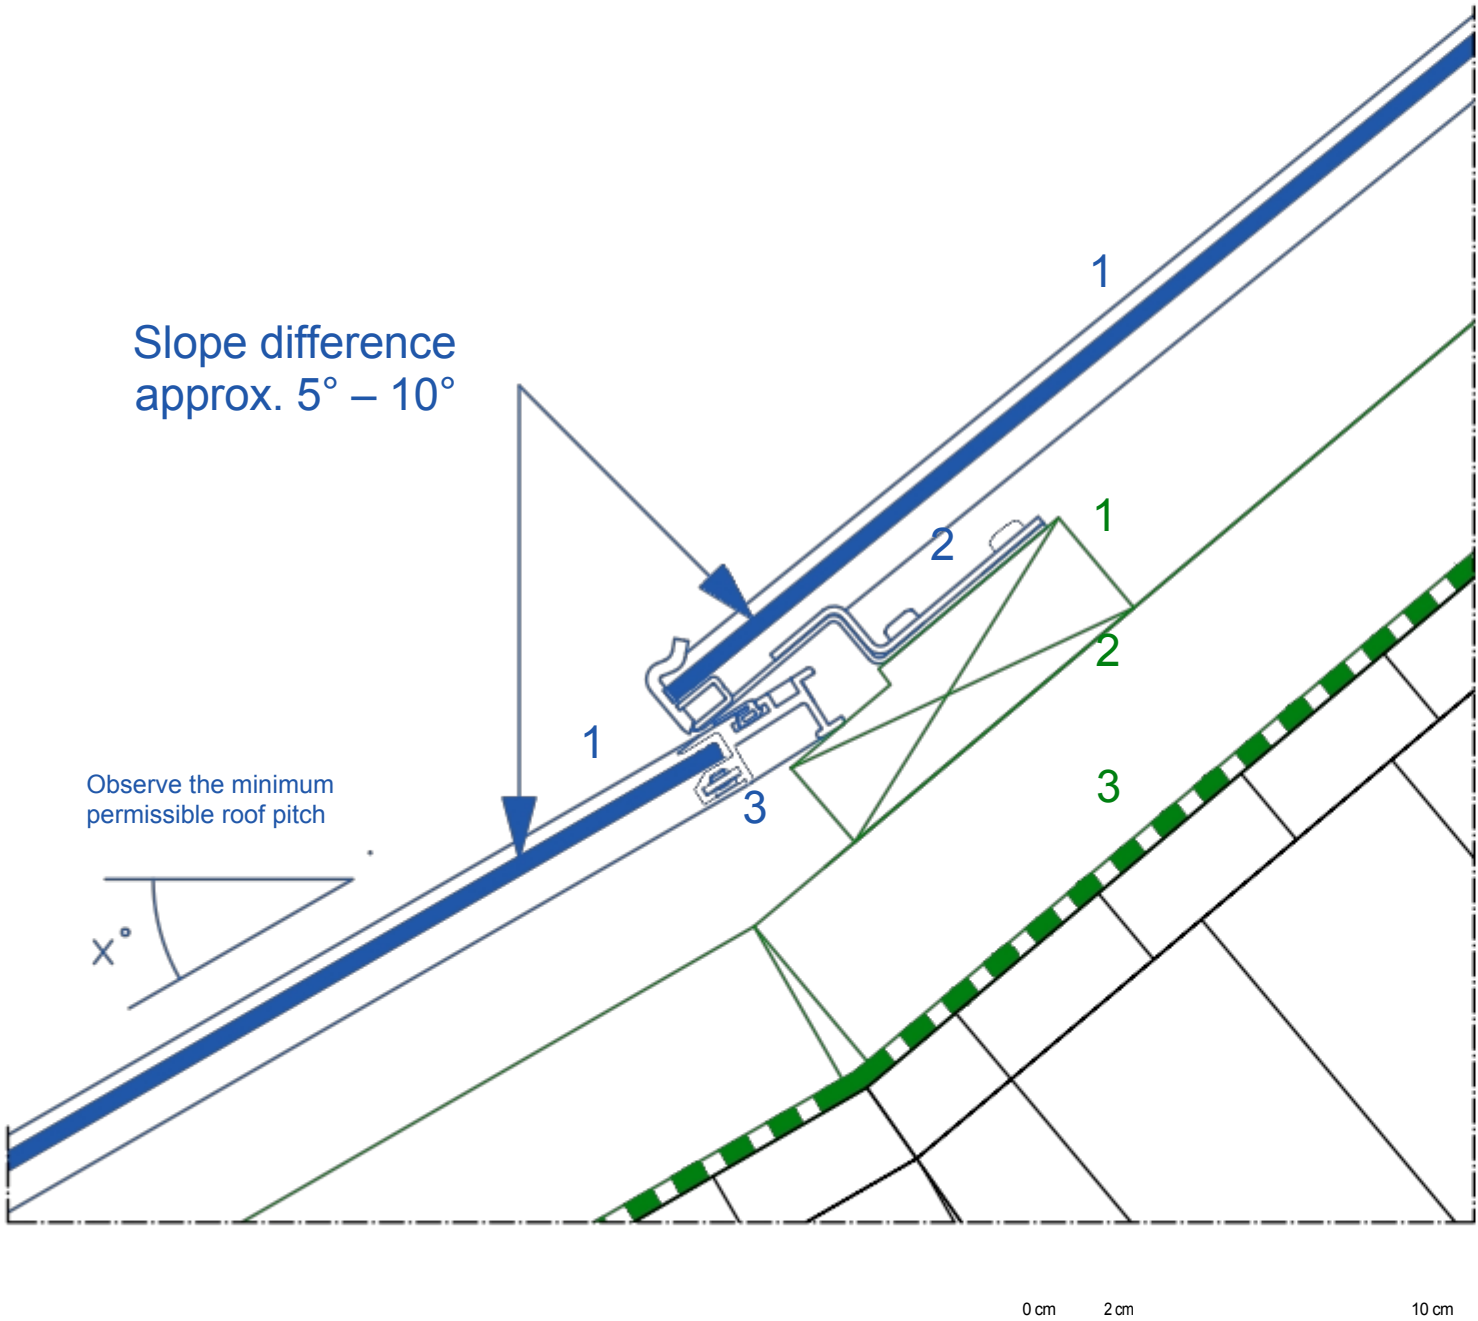 1
Slope difference
approx. 5° – 10°
1
2
2
1
3
Observe the minimum
permissible roof pitch
3
X°
0 cm 2 cm 10 cm